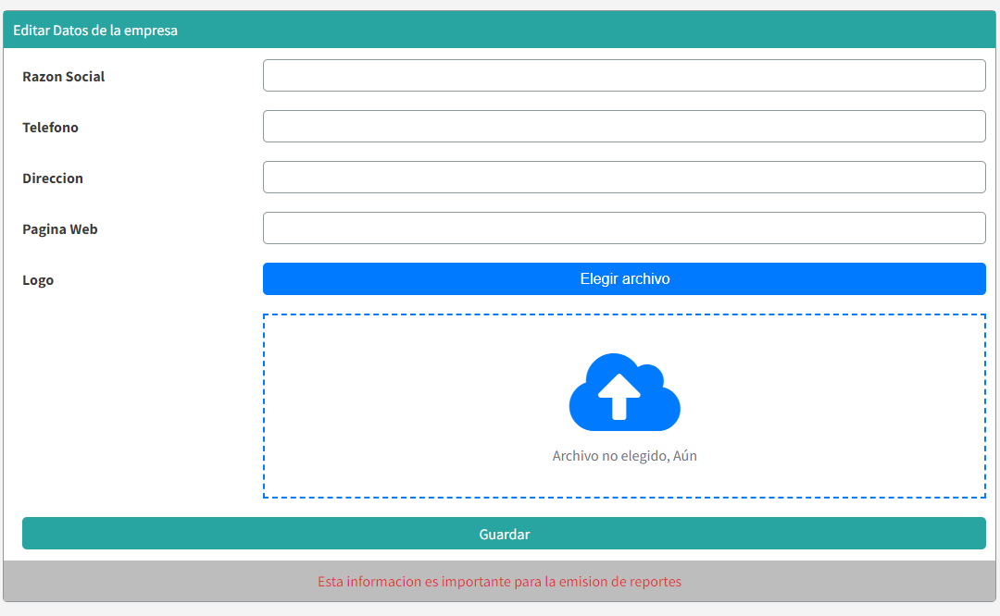 Editar Datos de la empresa
Razon Social
Telefono
Direccion
Pagina Web
Logo
Elegir archivo
Archivo no elegido, Aún
Guardar
Esta informacion es importante para la emision de reportes